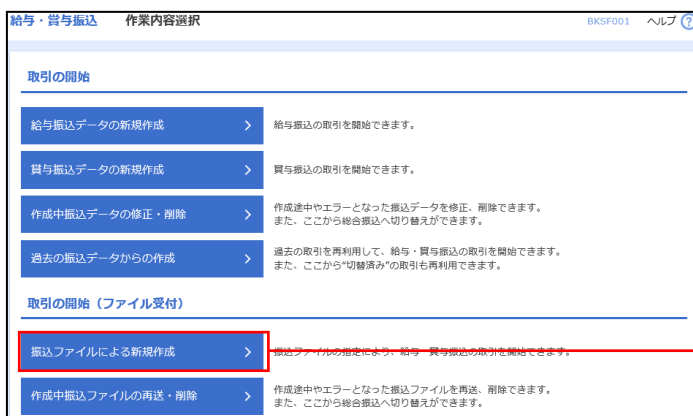 給与・賞与振込 作業内容選択 BKSF001 ヘルプ ?
取引の開始
給与振込データの新規作成 > 給与振込の取引を開始できます。
賞与振込データの新規作成 > 賞与振込の取引を開始できます。
作成中振込データの修正・削除 > 作成途中やエラーとなった振込データを修正、削除できます。
また、ここから総合振込へ切り替えができます。
過去の振込データからの作成 > 過去の取引を再利用して、給与・賞与振込の取引を開始できます。
また、ここから"切替済み"の取引も再利用できます。
取引の開始（ファイル受付）
振込ファイルによる新規作成 > 振込ファイルの指定により、給与・賞与振込の取引を開始できます。
作成中振込ファイルの再送・削除 > 作成途中やエラーとなった振込ファイルを再送、削除できます。
また、ここから総合振込へ切り替えができます。